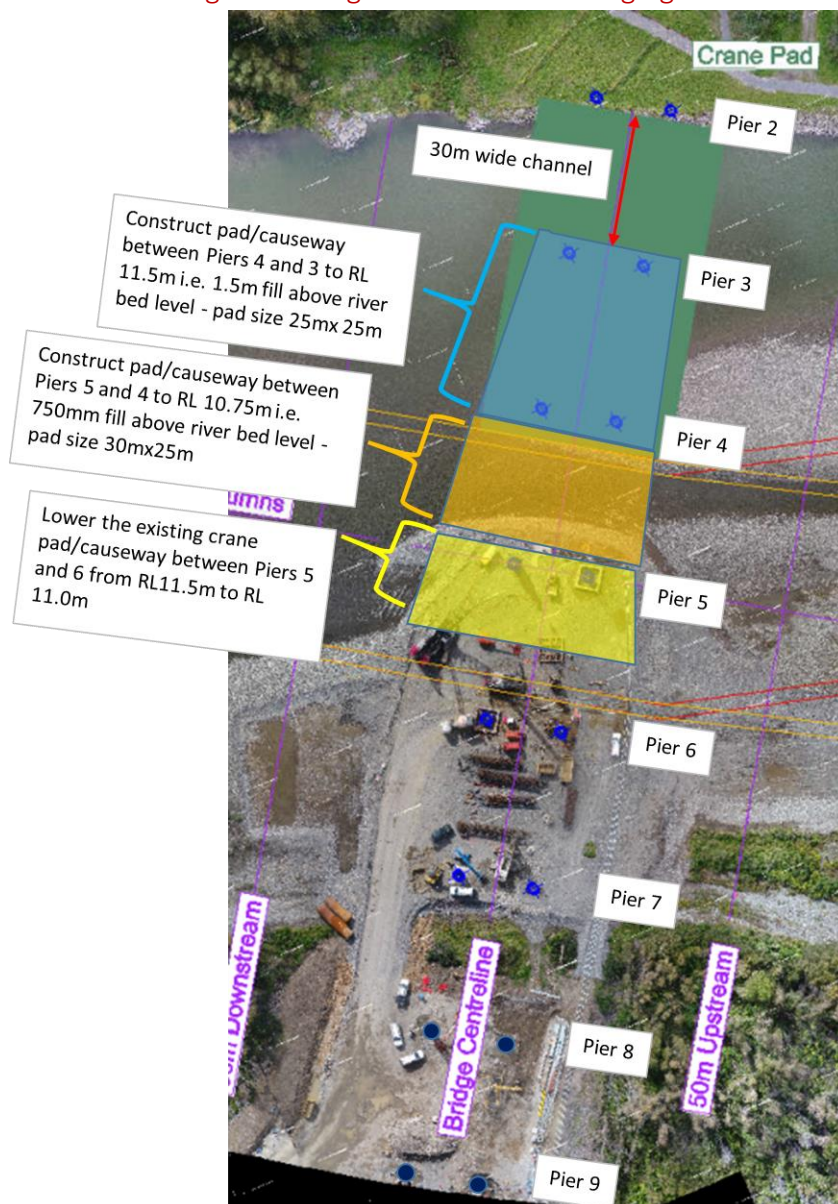 Crane Pad
Pier 2
30m wide channel
Construct pad/causeway
between Piers 4 and 3 to RL
11.5m i.e. 1.5m fill above river
bed level - pad size 25mx 25m
Pier 3
Construct pad/causeway between
Piers 5 and 4 to RL 10.75m i.e.
750mm fill above river bed level -
pad size 30mx25m
Pier 4
umns
Lower the existing crane
pad/causeway between Piers 5
and 6 from RL11.5m to RL
11.0m
Pier 5
Pier 6
Pier 7
m Downstream
Bridge Centreline
50m Upstream
Pier 8
Pier 9